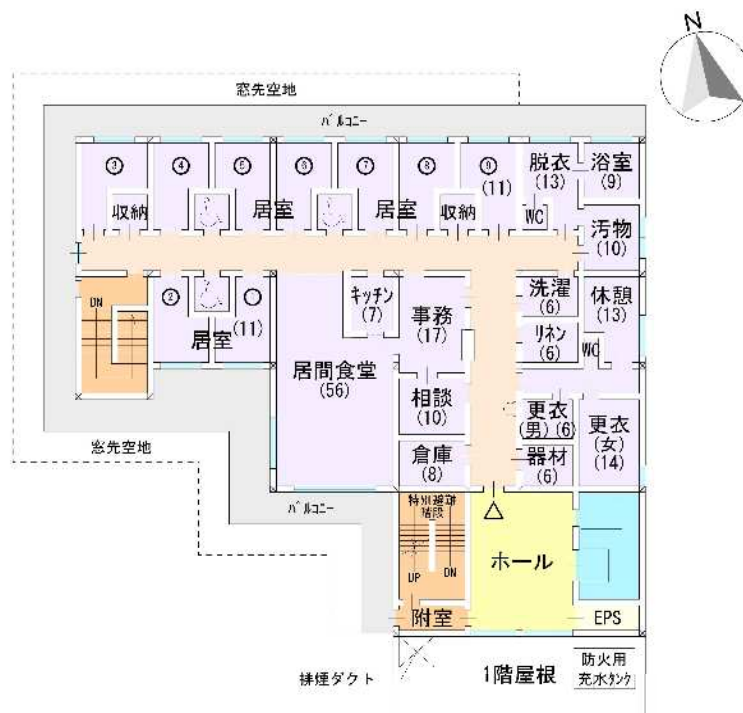 N
窓先空地
バルコニー
③ ④ ⑤ ⑥ ⑦ ⑧ ⑨
(11)
脱衣
(13)
浴室
(9)
収納
居室
居室
収納
WC
汚物
(10)
DN
②
①
(11)
居室
キッチン
(7)
事務
(17)
洗濯
(6)
休憩
(13)
リネン
(6)
WC
居間食堂
(56)
相談
(10)
更衣
(男)(6)
更衣
(女)
(14)
倉庫
(8)
器材
(6)
窓先空地
バルコニー
特別避難
階段
UP
DN
ホール
附室
EPS
排煙ダクト
1階屋根
防火用
充水タンク